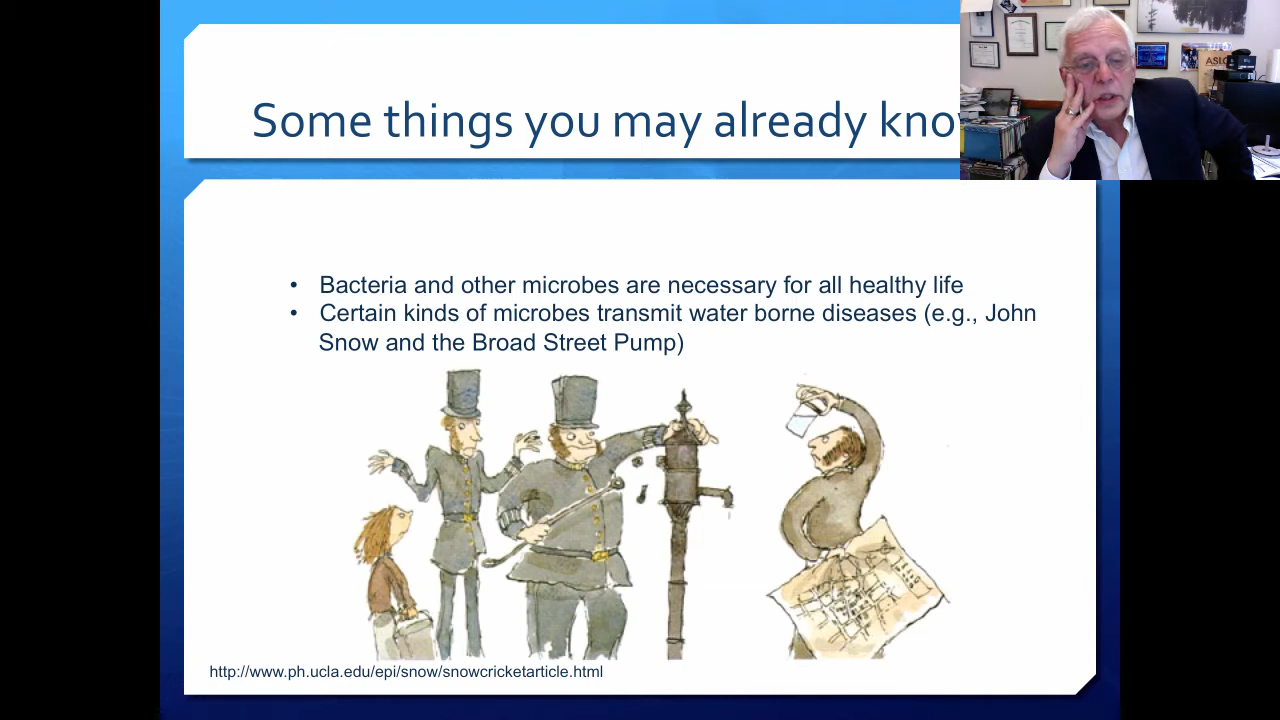 Some things you may already kno
ASLO
• Bacteria and other microbes are necessary for all healthy life
• Certain kinds of microbes transmit water borne diseases (e.g., John
Snow and the Broad Street Pump)
http://www.ph.ucla.edu/epi/snow/snowcricketarticle.html